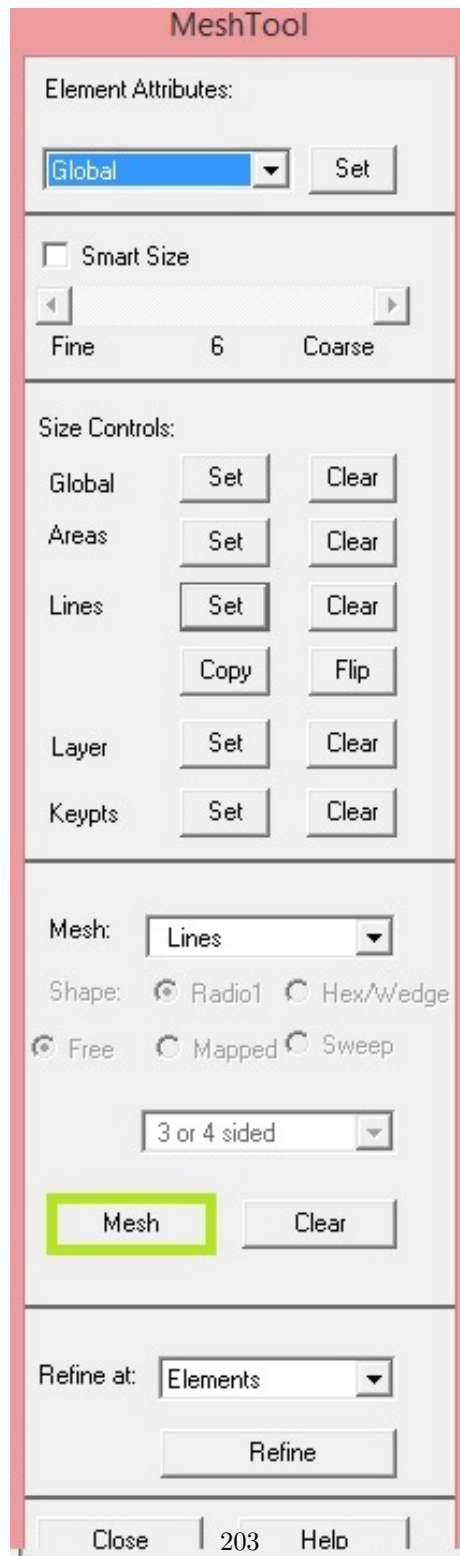 MeshTool
Element Attributes:
Global Set
Smart Size
Fine 6 Coarse
Size Controls:
Global Set Clear
Areas Set Clear
Lines Set Clear
Copy Flip
Layer Set Clear
Keypts Set Clear
Mesh: Lines
Shape: Radio1 Hex/Wedge
Free Mapped Sweep
3 or 4 sided
Mesh Clear
Refine at: Elements
Refine
Close 203 Help